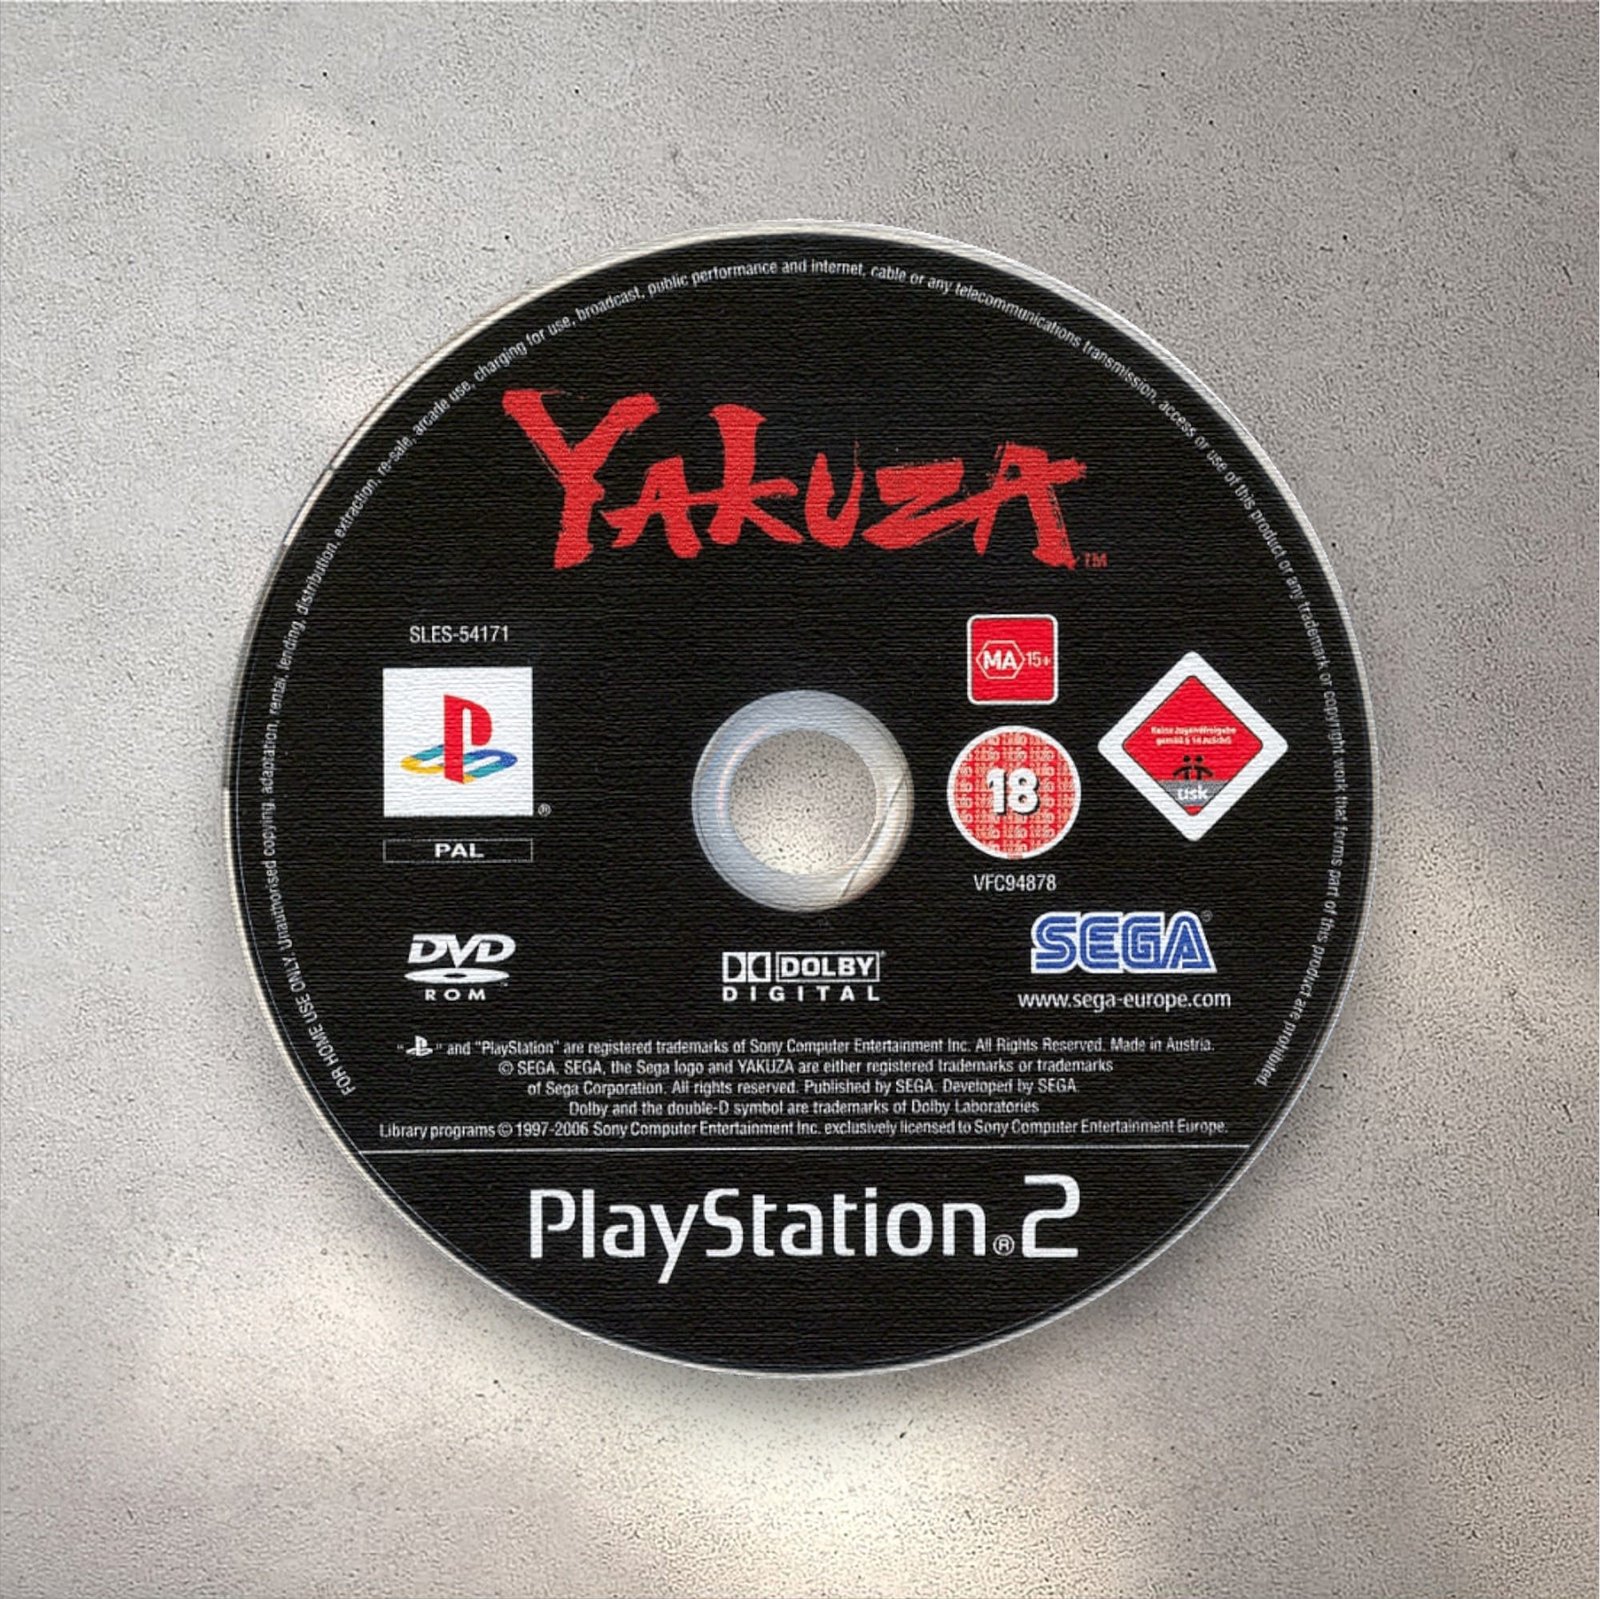 FOR HOME USE ONLY. Unauthorised copying, adaptation, rental, lending, distribution, extraction, re-sale, arcade use, charging for use, broadcast, public performance and internet, cable or any telecommunications transmission, access or use of this product or any trademark or copyright work that forms part of this product are prohibited.
YAKUZA™
SLES-54171
MA 15+
Keine Jugendfreigabe
gemäß § 14 JuSchG
usk
18
®
PAL
VFC94878
DVD
ROM
DOLBY
DIGITAL
SEGA®
www.sega-europe.com
" " and "PlayStation" are registered trademarks of Sony Computer Entertainment Inc. All Rights Reserved. Made in Austria.
© SEGA. SEGA, the Sega logo and YAKUZA are either registered trademarks or trademarks
of Sega Corporation. All rights reserved. Published by SEGA. Developed by SEGA.
Dolby and the double-D symbol are trademarks of Dolby Laboratories
Library programs © 1997-2006 Sony Computer Entertainment Inc. exclusively licensed to Sony Computer Entertainment Europe.
PlayStation®2